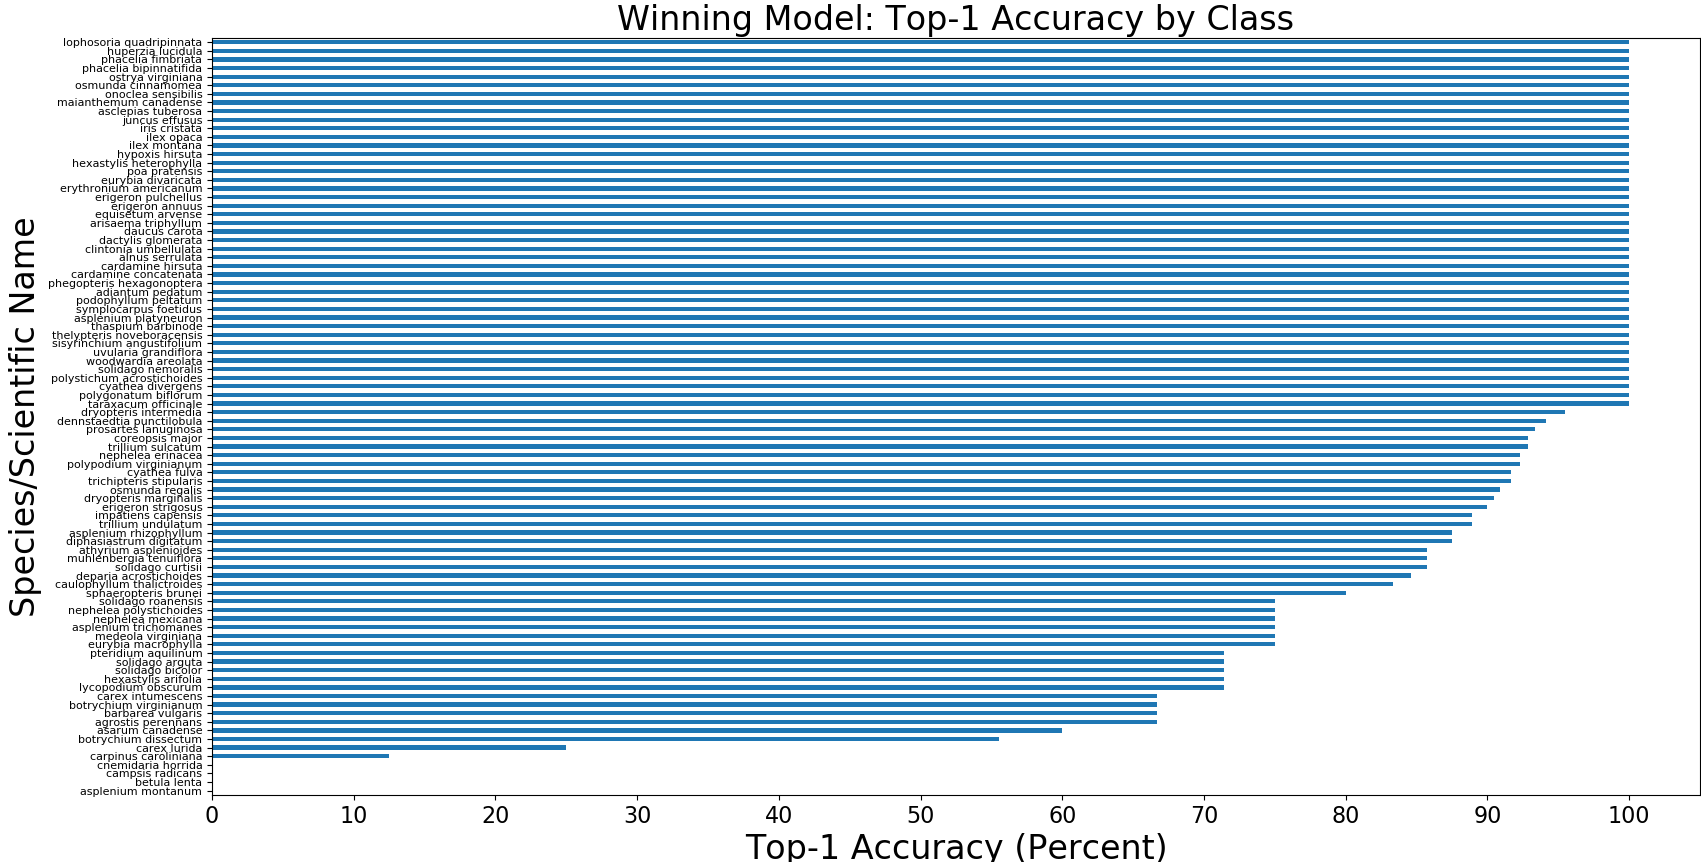 Winning Model: Top-1 Accuracy by Class
lophosoria quadripinnata
huperzia lucidula
phacelia fimbriata
phacelia bipinnatifida
ostrya virginiana
osmunda cinnamomea
onoclea sensibilis
maianthemum canadense
asclepias tuberosa
juncus effusus
iris cristata
ilex opaca
ilex montana
hypoxis hirsuta
hexastylis heterophylla
poa pratensis
eurybia divaricata
erythronium americanum
erigeron pulchellus
erigeron annuus
equisetum arvense
arisaema triphyllum
daucus carota
dactylis glomerata
clintonia umbellulata
alnus serrulata
cardamine hirsuta
cardamine concatenata
phegopteris hexagonoptera
adiantum pedatum
podophyllum peltatum
symplocarpus foetidus
asplenium platyneuron
thaspium barbinode
thelypteris noveboracensis
sisyrinchium angustifolium
uvularia grandiflora
woodwardia areolata
solidago nemoralis
polystichum acrostichoides
cyathea divergens
polygonatum biflorum
taraxacum officinale
dryopteris intermedia
dennstaedtia punctilobula
prosartes lanuginosa
coreopsis major
trillium sulcatum
nephelea erinacea
polypodium virginianum
cyathea fulva
trichipteris stipularis
osmunda regalis
dryopteris marginalis
erigeron strigosus
impatiens capensis
trillium undulatum
asplenium rhizophyllum
diphasiastrum digitatum
athyrium asplenioides
muhlenbergia tenuiflora
solidago curtisii
deparia acrostichoides
caulophyllum thalictroides
sphaeropteris brunei
solidago roanensis
nephelea polystichoides
nephelea mexicana
asplenium trichomanes
medeola virginiana
eurybia macrophylla
pteridium aquilinum
solidago arguta
solidago bicolor
hexastylis arifolia
lycopodium obscurum
carex intumescens
botrychium virginianum
barbarea vulgaris
agrostis perennans
asarum canadense
botrychium dissectum
carex lurida
carpinus caroliniana
cnemidaria horrida
campsis radicans
betula lenta
asplenium montanum
Species/Scientific Name
0 10 20 30 40 50 60 70 80 90 100
Top-1 Accuracy (Percent)